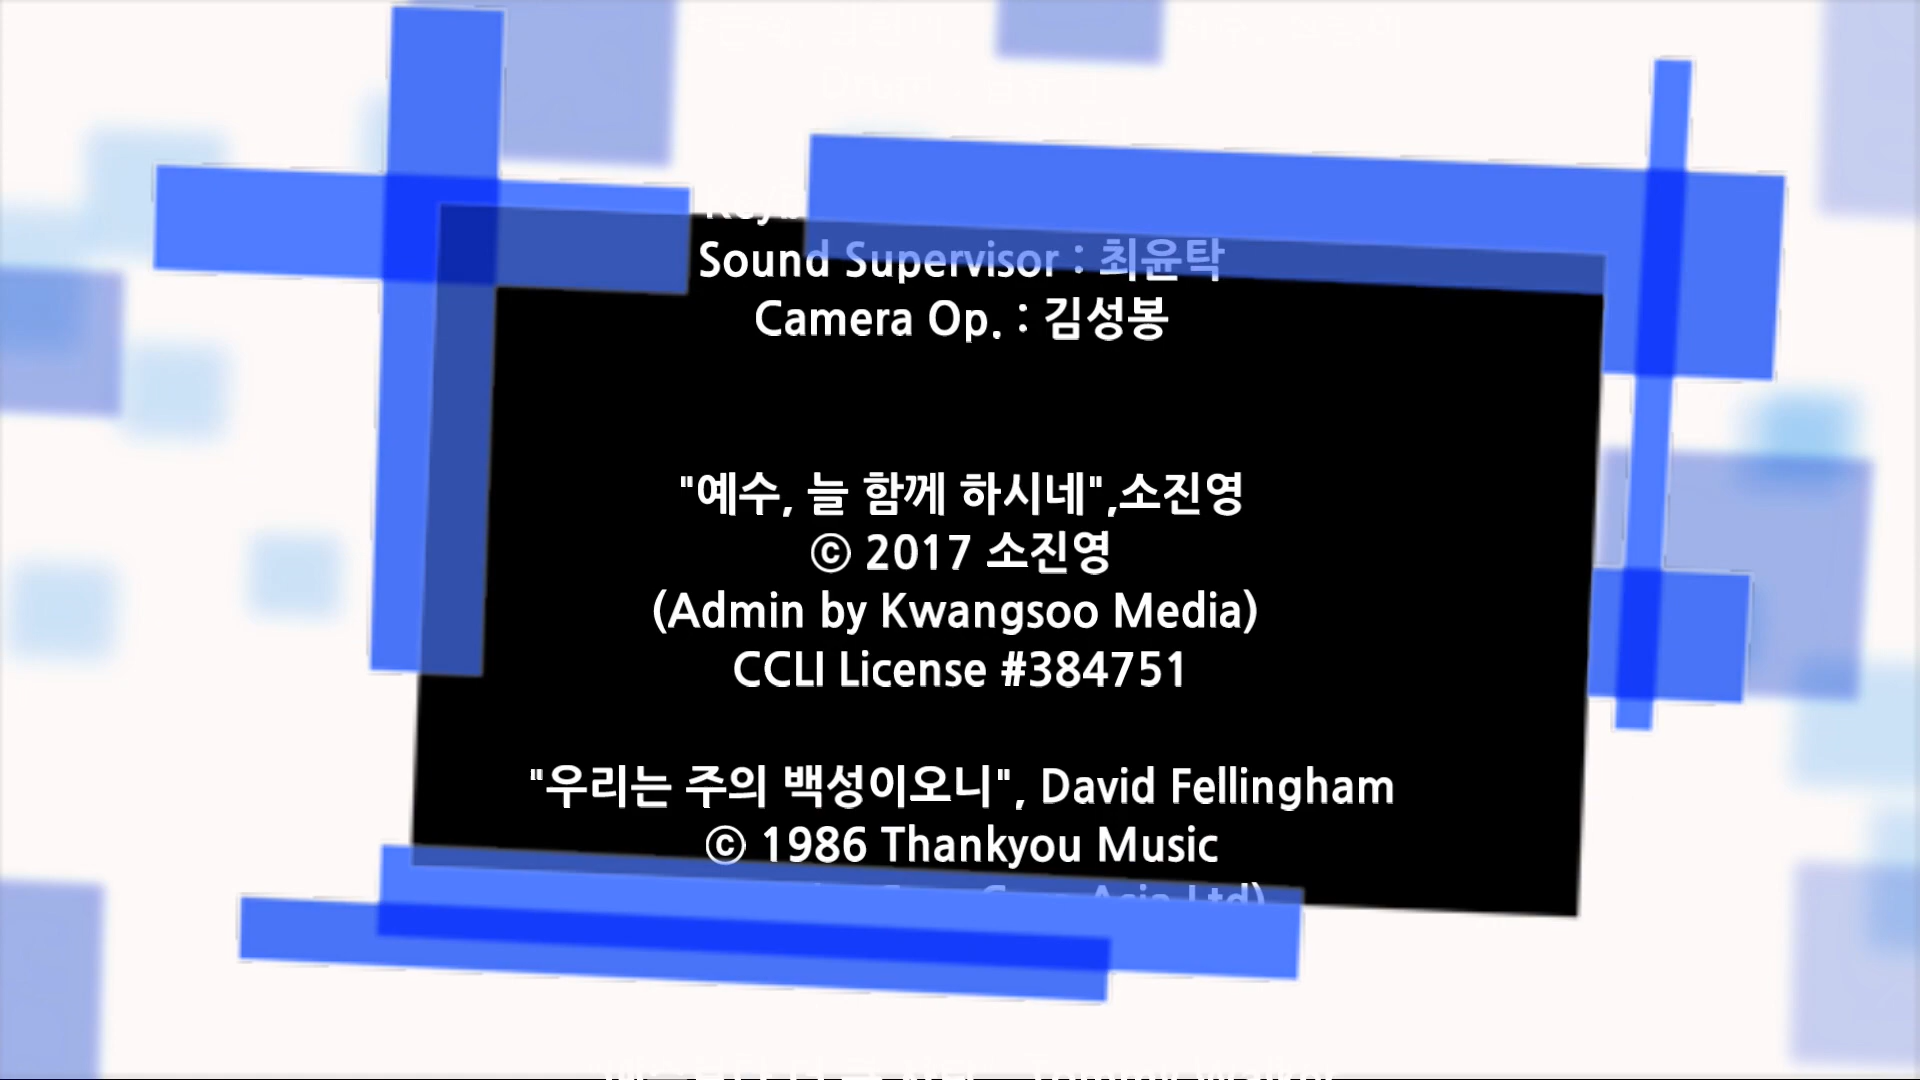 Sound Supervisor : 최윤탁
Camera Op. : 김성봉
"예수, 늘 함께 하시네",소진영
© 2017 소진영
(Admin by Kwangsoo Media)
CCLI License #384751
"우리는 주의 백성이오니", David Fellingham
© 1986 Thankyou Music
Asia Ltd)